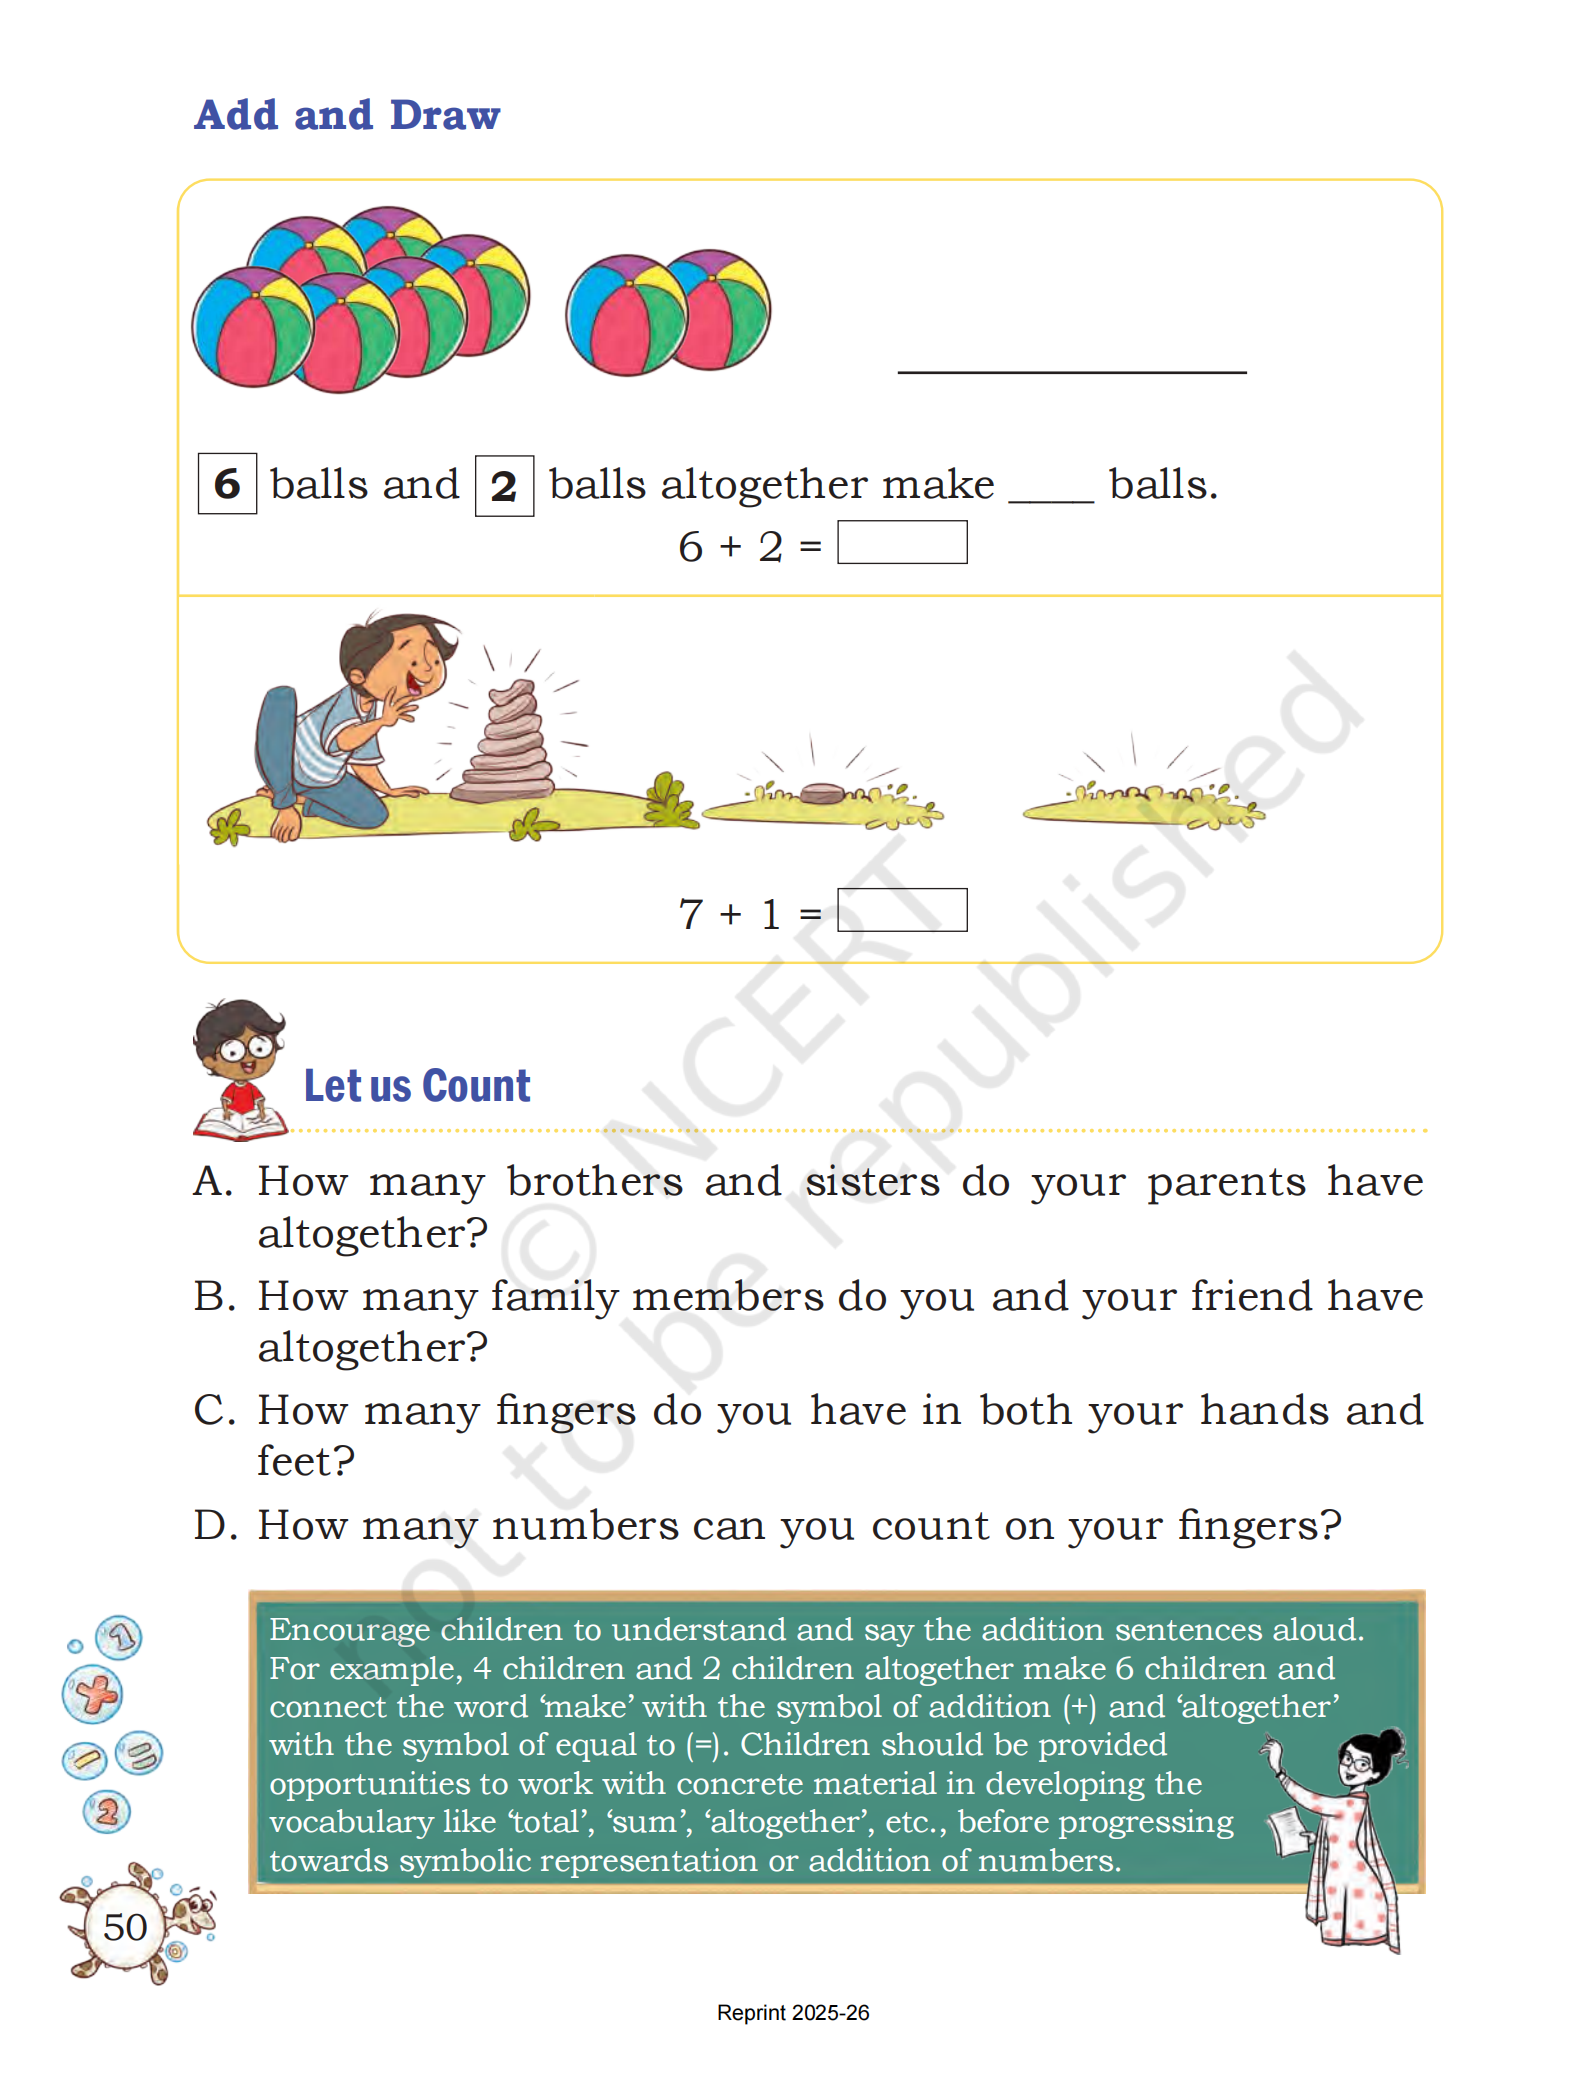 Add and Draw
6 balls and 2 balls altogether make ____ balls.
6 + 2 =
7 + 1 =
Let us Count
A. How many brothers and sisters do your parents have
altogether?
B. How many family members do you and your friend have
altogether?
C. How many fingers do you have in both your hands and
feet?
D. How many numbers can you count on your fingers?
Encourage children to understand and say the addition sentences aloud.
For example, 4 children and 2 children altogether make 6 children and
connect the word ‘make’ with the symbol of addition (+) and ‘altogether’
with the symbol of equal to (=). Children should be provided
opportunities to work with concrete material in developing the
vocabulary like ‘total’, ‘sum’, ‘altogether’, etc., before progressing
towards symbolic representation or addition of numbers.
1
+
–
=
2
50
Reprint 2025-26
© NCERT
not to be republished